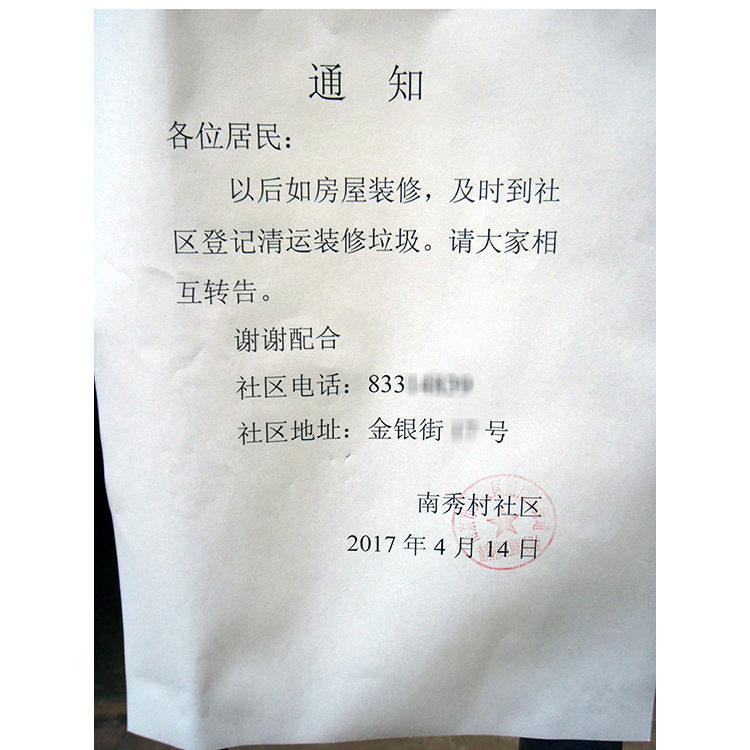 通 知
各位居民：
以后如房屋装修，及时到社
区登记清运装修垃圾。请大家相
互转告。
谢谢配合
社区电话：833
社区地址：金银街 号
南秀村社区
2017 年 4 月 14 日